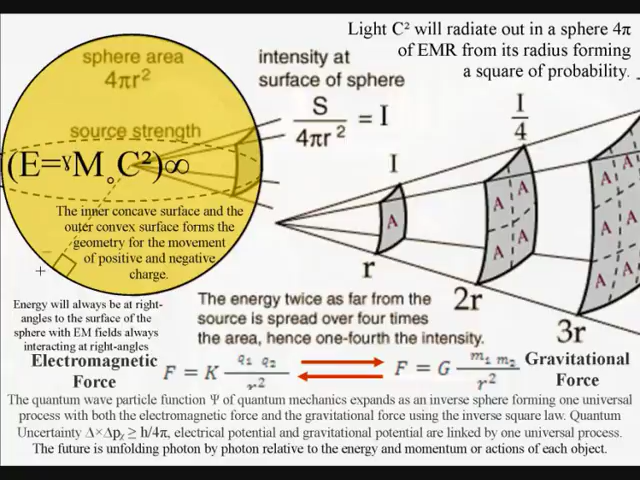 Light C² will radiate out in a sphere 4π
of EMR from its radius forming
a square of probability.
sphere area
4πr²
intensity at
surface of sphere
S
4πr² = I
source strength
(E=ˠM˳C²)∞
The inner concave surface and the
outer convex surface forms the
geometry for the movement
of positive and negative
charge.
−
+
I
I
4
A
A A
A A
A A
A A
r
2r
3r
Energy will always be at right-
angles to the surface of the
sphere with EM fields always
interacting at right-angles
The energy twice as far from the
source is spread over four times
the area, hence one-fourth the intensity.
Electromagnetic
Force
F = K q₁ q₂ / r²
F = G m₁ m₂ / r²
Gravitational
Force
The quantum wave particle function Ψ of quantum mechanics expands as an inverse sphere forming one universal
process with both the electromagnetic force and the gravitational force using the inverse square law. Quantum
Uncertainty Δ×Δpᵪ ≥ h/4π, electrical potential and gravitational potential are linked by one universal process.
The future is unfolding photon by photon relative to the energy and momentum or actions of each object.